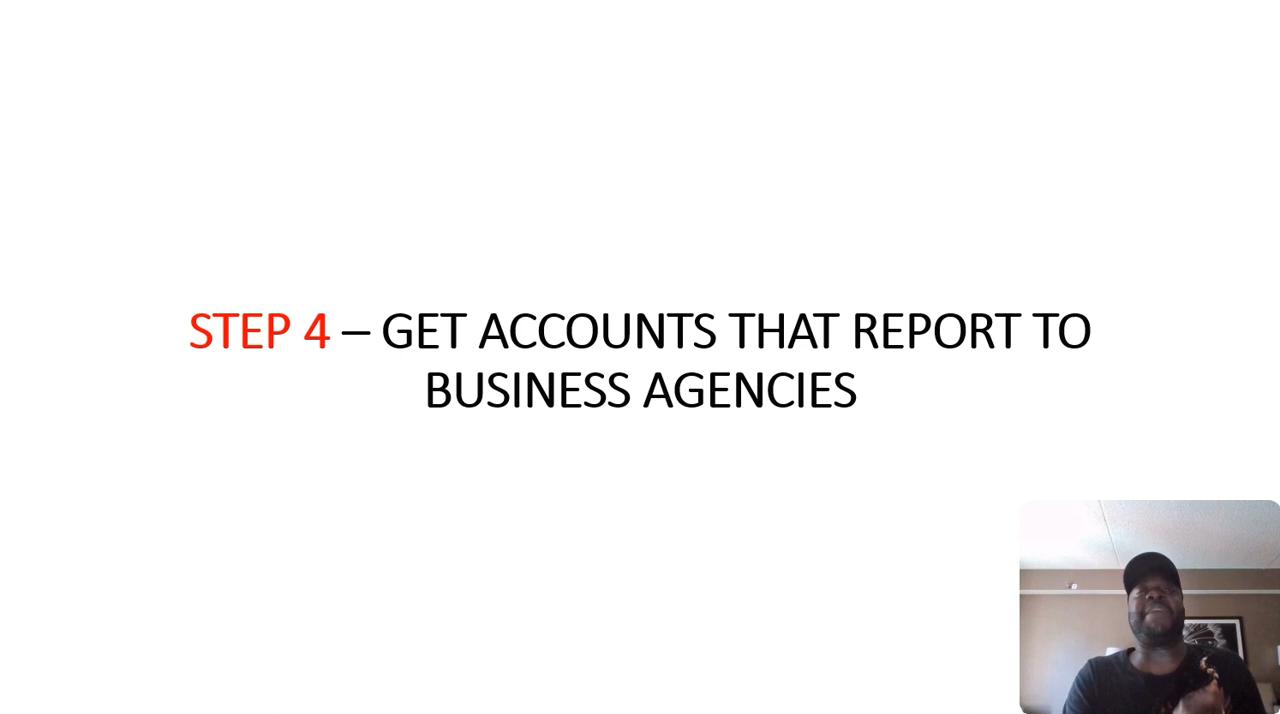 STEP 4 – GET ACCOUNTS THAT REPORT TO
BUSINESS AGENCIES